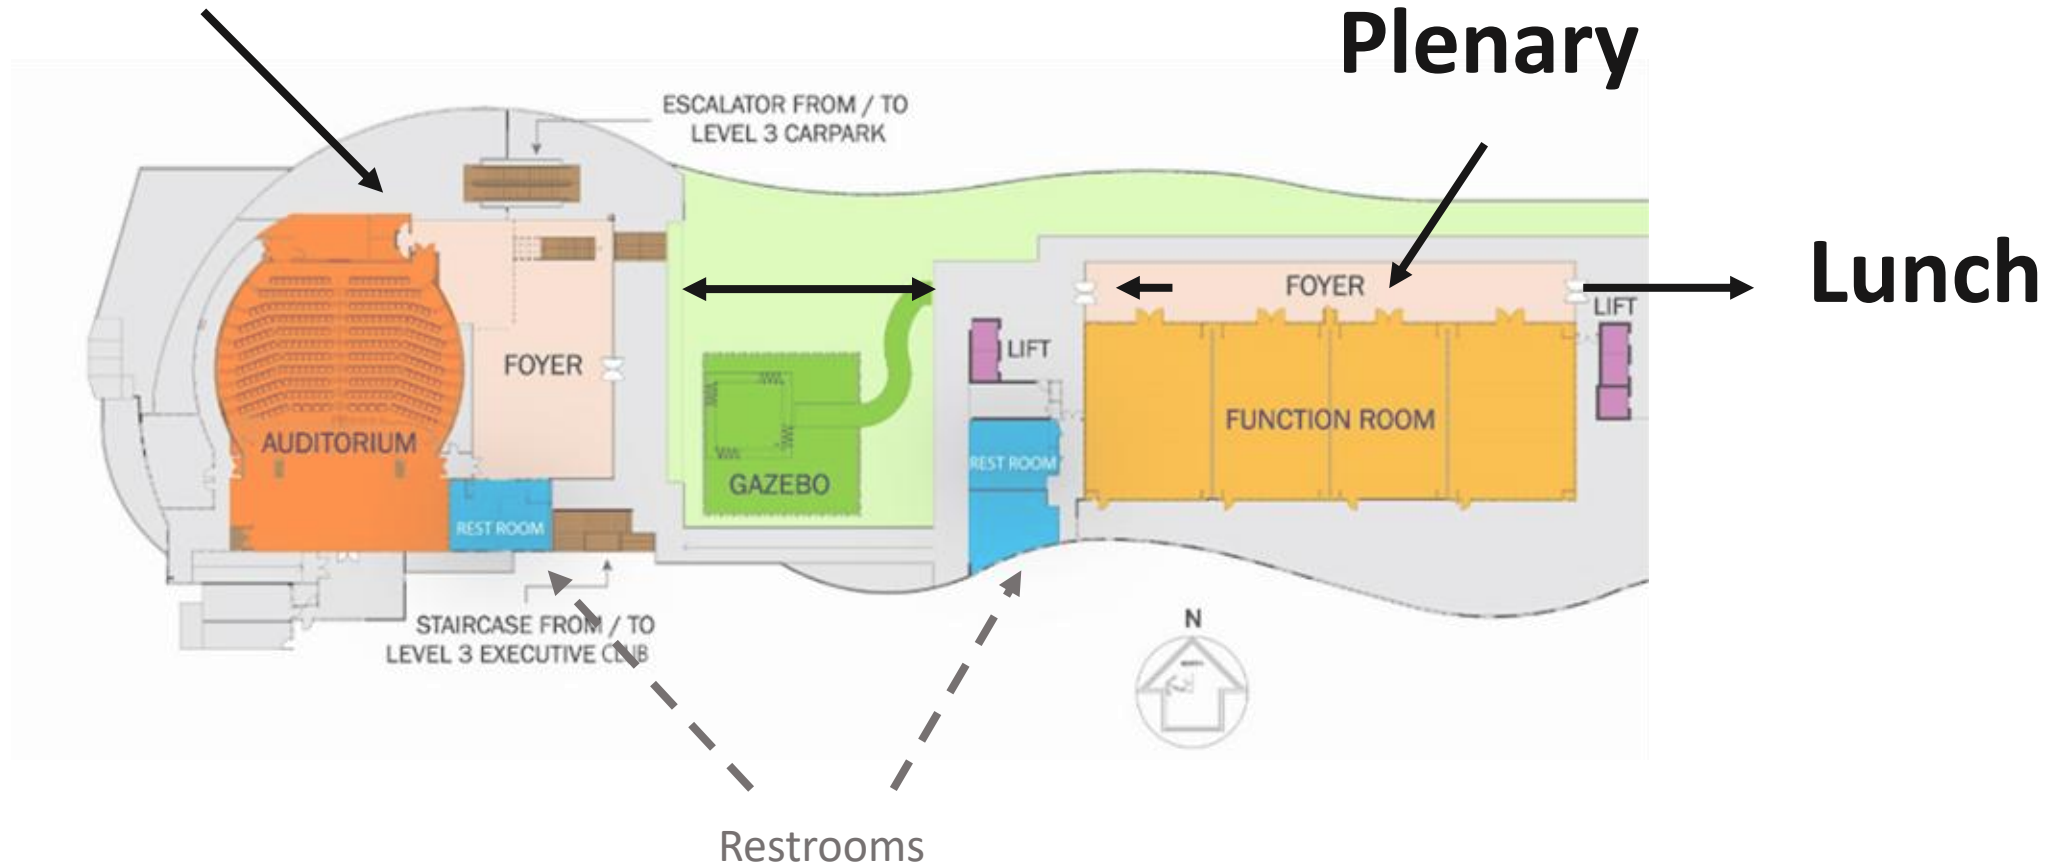 Plenary
ESCALATOR FROM / TO
LEVEL 3 CARPARK
Lunch
FOYER
LIFT
LIFT
FOYER
FUNCTION ROOM
AUDITORIUM
REST ROOM
GAZEBO
REST ROOM
STAIRCASE FROM / TO
LEVEL 3 EXECUTIVE CLUB
N
Restrooms